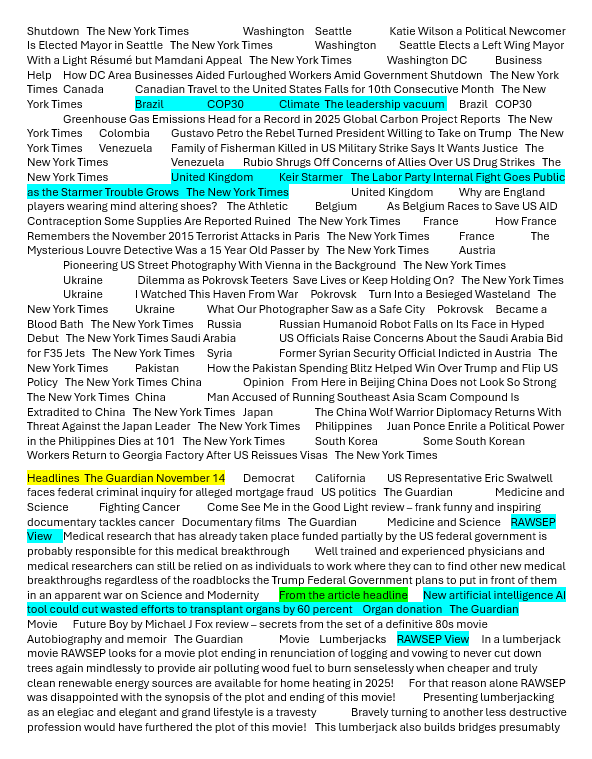 Shutdown The New York Times Washington Seattle Katie Wilson a Political Newcomer
Is Elected Mayor in Seattle The New York Times Washington Seattle Elects a Left Wing Mayor
With a Light Résumé but Mamdani Appeal The New York Times Washington DC Business
Help How DC Area Businesses Aided Furloughed Workers Amid Government Shutdown The New York
Times Canada Canadian Travel to the United States Falls for 10th Consecutive Month The New
York Times Brazil COP30 Climate The leadership vacuum Brazil COP30
Greenhouse Gas Emissions Head for a Record in 2025 Global Carbon Project Reports The New
York Times Colombia Gustavo Petro the Rebel Turned President Willing to Take on Trump The New
York Times Venezuela Family of Fisherman Killed in US Military Strike Says It Wants Justice The
New York Times Venezuela Rubio Shrugs Off Concerns of Allies Over US Drug Strikes The
New York Times United Kingdom Keir Starmer The Labor Party Internal Fight Goes Public
as the Starmer Trouble Grows The New York Times United Kingdom Why are England
players wearing mind altering shoes? The Athletic Belgium As Belgium Races to Save US AID
Contraception Some Supplies Are Reported Ruined The New York Times France How France
Remembers the November 2015 Terrorist Attacks in Paris The New York Times France The
Mysterious Louvre Detective Was a 15 Year Old Passer by The New York Times Austria
Pioneering US Street Photography With Vienna in the Background The New York Times
Ukraine Dilemma as Pokrovsk Teeters Save Lives or Keep Holding On? The New York Times
Ukraine I Watched This Haven From War Pokrovsk Turn Into a Besieged Wasteland The
New York Times Ukraine What Our Photographer Saw as a Safe City Pokrovsk Became a
Blood Bath The New York Times Russia Russian Humanoid Robot Falls on Its Face in Hyped
Debut The New York Times Saudi Arabia US Officials Raise Concerns About the Saudi Arabia Bid
for F35 Jets The New York Times Syria Former Syrian Security Official Indicted in Austria The
New York Times Pakistan How the Pakistan Spending Blitz Helped Win Over Trump and Flip US
Policy The New York Times China Opinion From Here in Beijing China Does not Look So Strong
The New York Times China Man Accused of Running Southeast Asia Scam Compound Is
Extradited to China The New York Times Japan The China Wolf Warrior Diplomacy Returns With
Threat Against the Japan Leader The New York Times Philippines Juan Ponce Enrile a Political Power
in the Philippines Dies at 101 The New York Times South Korea Some South Korean
Workers Return to Georgia Factory After US Reissues Visas The New York Times
Headlines The Guardian November 14 Democrat California US Representative Eric Swalwell
faces federal criminal inquiry for alleged mortgage fraud US politics The Guardian Medicine and
Science Fighting Cancer Come See Me in the Good Light review – frank funny and inspiring
documentary tackles cancer Documentary films The Guardian Medicine and Science RAWSEP
View Medical research that has already taken place funded partially by the US federal government is
probably responsible for this medical breakthrough Well trained and experienced physicians and
medical researchers can still be relied on as individuals to work where they can to find other new medical
breakthroughs regardless of the roadblocks the Trump Federal Government plans to put in front of them
in an apparent war on Science and Modernity From the article headline New artificial intelligence AI
tool could cut wasted efforts to transplant organs by 60 percent Organ donation The Guardian
Movie Future Boy by Michael J Fox review – secrets from the set of a definitive 80s movie
Autobiography and memoir The Guardian Movie Lumberjacks RAWSEP View In a lumberjack
movie RAWSEP looks for a movie plot ending in renunciation of logging and vowing to never cut down
trees again mindlessly to provide air polluting wood fuel to burn senselessly when cheaper and truly
clean renewable energy sources are available for home heating in 2025! For that reason alone RAWSEP
was disappointed with the synopsis of the plot and ending of this movie! Presenting lumberjacking
as an elegiac and elegant and grand lifestyle is a travesty Bravely turning to another less destructive
profession would have furthered the plot of this movie! This lumberjack also builds bridges presumably